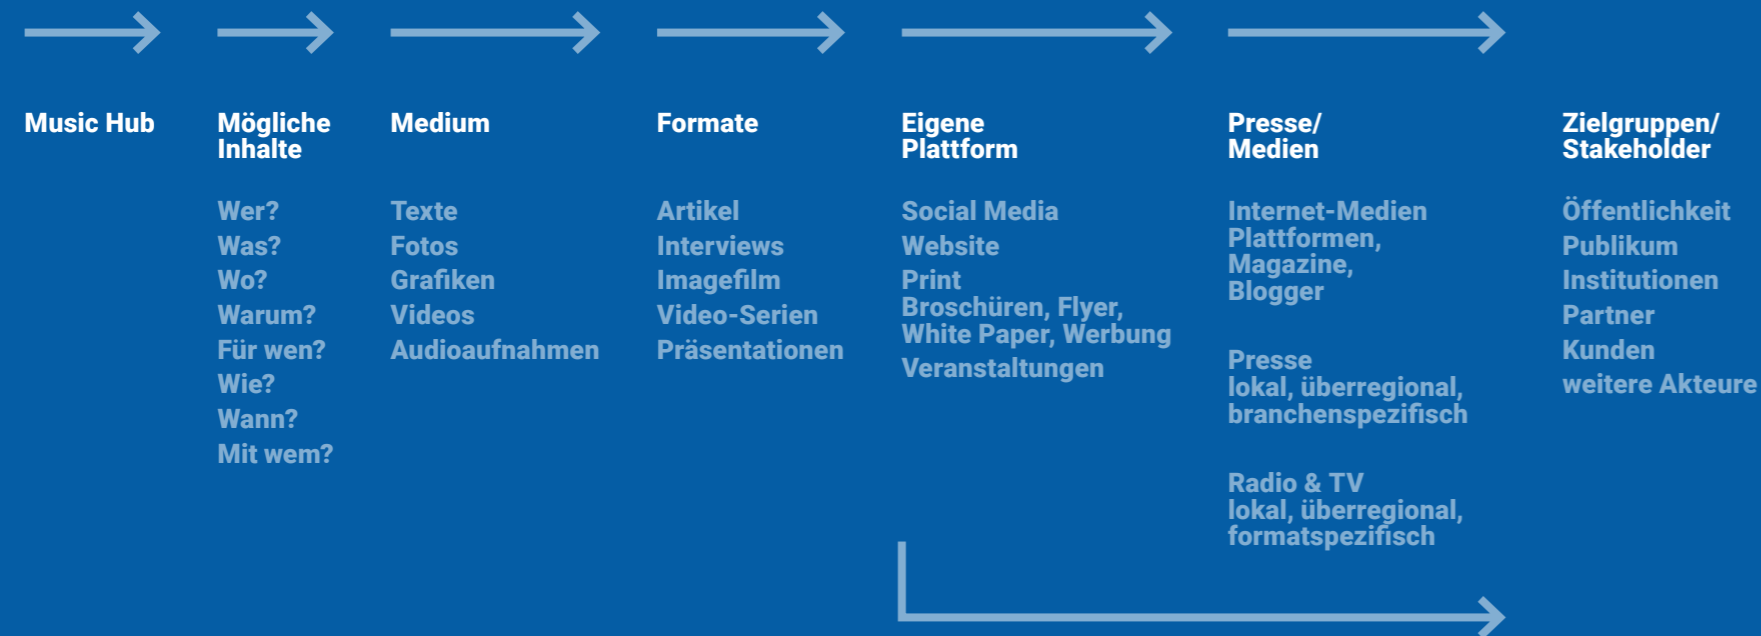 Music Hub
Mögliche
Inhalte
Wer?
Was?
Wo?
Warum?
Für wen?
Wie?
Wann?
Mit wem?
Medium
Texte
Fotos
Grafiken
Videos
Audioaufnahmen
Formate
Artikel
Interviews
Imagefilm
Video-Serien
Präsentationen
Eigene
Plattform
Social Media
Website
Print
Broschüren, Flyer,
White Paper, Werbung
Veranstaltungen
Presse/
Medien
Internet-Medien
Plattformen,
Magazine,
Blogger
Presse
lokal, überregional,
branchenspezifisch
Radio & TV
lokal, überregional,
formatspezifisch
Zielgruppen/
Stakeholder
Öffentlichkeit
Publikum
Institutionen
Partner
Kunden
weitere Akteure